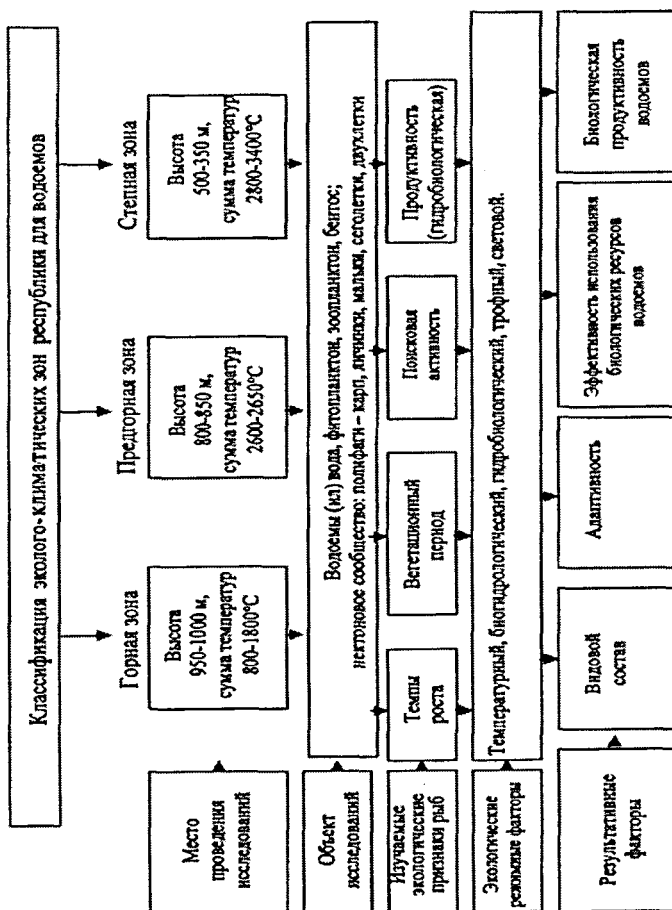 Классификация эколого-климатических зон республики для водоемов
Горная зона
Предгорная зона
Степная зона
Место
проведения
исследований
Высота
950-1000 м,
сумма температур
800-1800°С
Высота
800-850 м,
сумма температур
2600-2650°С
Высота
500-350 м,
сумма температур
2800-3400°С
Объект
исследований
Водоемы (ил) вода, фитопланктон, зоопланктон, бентос;
нектоновое сообщество: полифаги – карп, личинки, мальки, сеголетки, двухлетки
Изучаемые
экологические
признаки рыб
Темпы
роста
Вегетационный
период
Поисковая
активность
Продуктивность
(гидробиологическая)
Экологические
режимные факторы
Температурный, биогидрологический, гидробиологический, трофный, световой.
Результативные
факторы
Видовой
состав
Адаптивность
Эффективность использования
биологических ресурсов
водоемов
Биологическая
продуктивность
водоемов